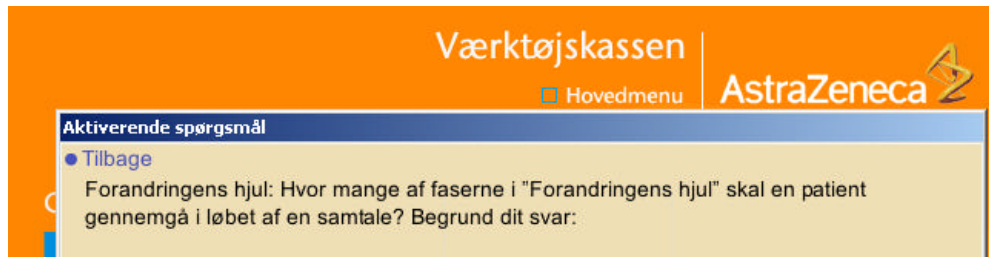 Værktøjskassen
Hovedmenu
AstraZeneca
Aktiverende spørgsmål
Tilbage
Forandringens hjul: Hvor mange af faserne i ”Forandringens hjul” skal en patient
gennemgå i løbet af en samtale? Begrund dit svar: